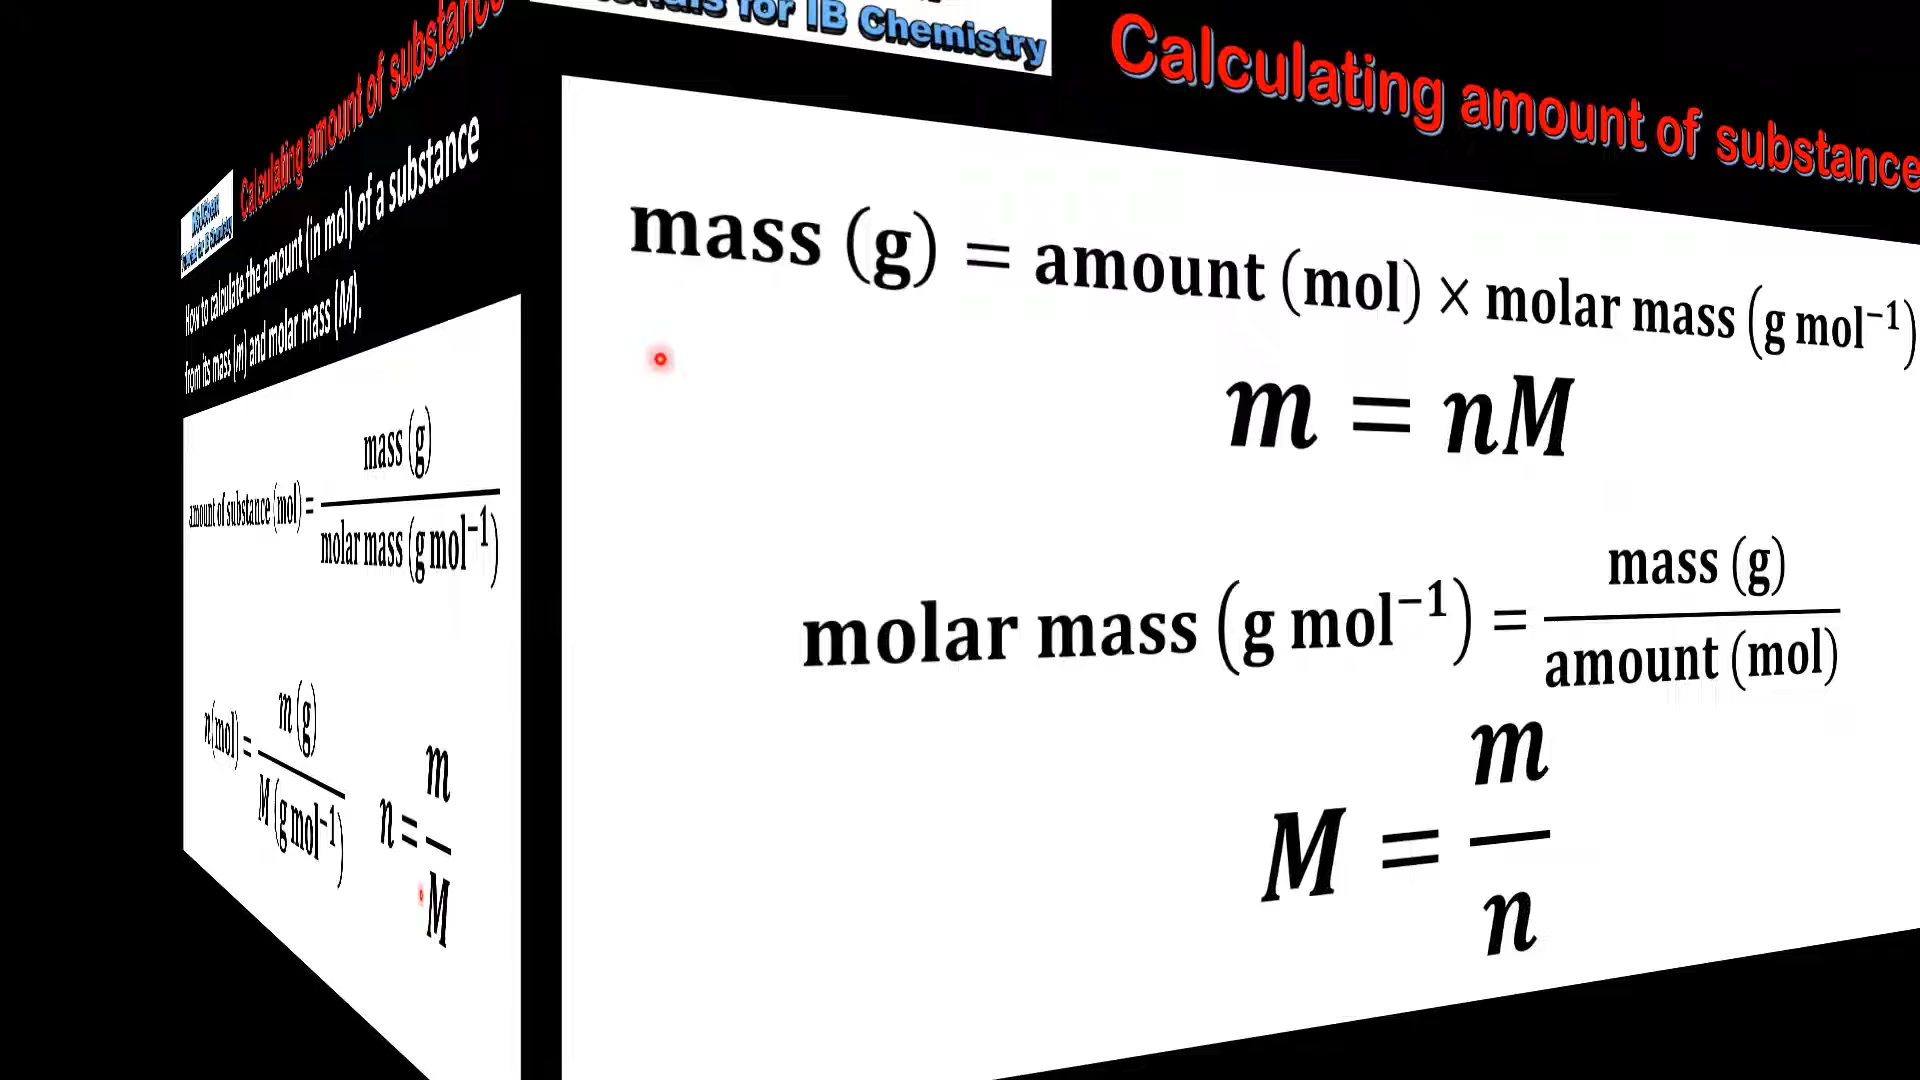 Calculating amount of substance
How to calculate the amount (in mol) of a substance
from its mass (m) and molar mass (M).
amount of substance (mol) = mass (g) / molar mass (g mol⁻¹)
n(mol) = m (g) / M (g mol⁻¹)
n = m / M
for IB Chemistry
Calculating amount of substance
mass (g) = amount (mol) × molar mass (g mol⁻¹)
m = nM
molar mass (g mol⁻¹) = mass (g) / amount (mol)
M = m / n